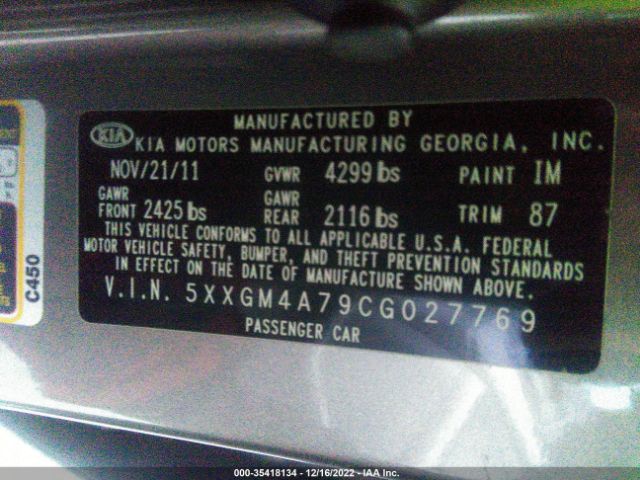 MANUFACTURED BY
KIA KIA MOTORS MANUFACTURING GEORGIA, INC.
NOV/21/11 GVWR 4299 lbs PAINT IM
GAWR FRONT 2425 lbs GAWR REAR 2116 lbs TRIM 87
THIS VEHICLE CONFORMS TO ALL APPLICABLE U.S.A. FEDERAL
MOTOR VEHICLE SAFETY, BUMPER, AND THEFT PREVENTION STANDARDS
IN EFFECT ON THE DATE OF MANUFACTURE SHOWN ABOVE.
V.I.N. 5XXGM4A79CG027769
PASSENGER CAR
C450
000-35418134 - 12/16/2022 - IAA Inc.